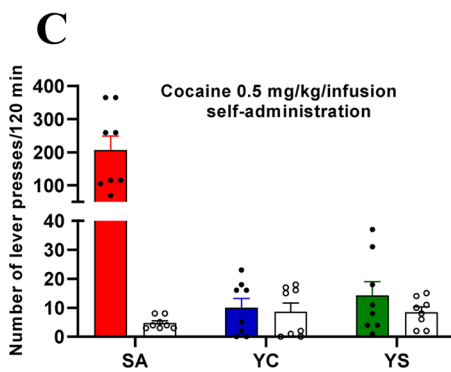 C
Cocaine 0.5 mg/kg/infusion
self-administration
Number of lever presses/120 min
400
300
200
100
40
30
20
10
0
SA YC YS